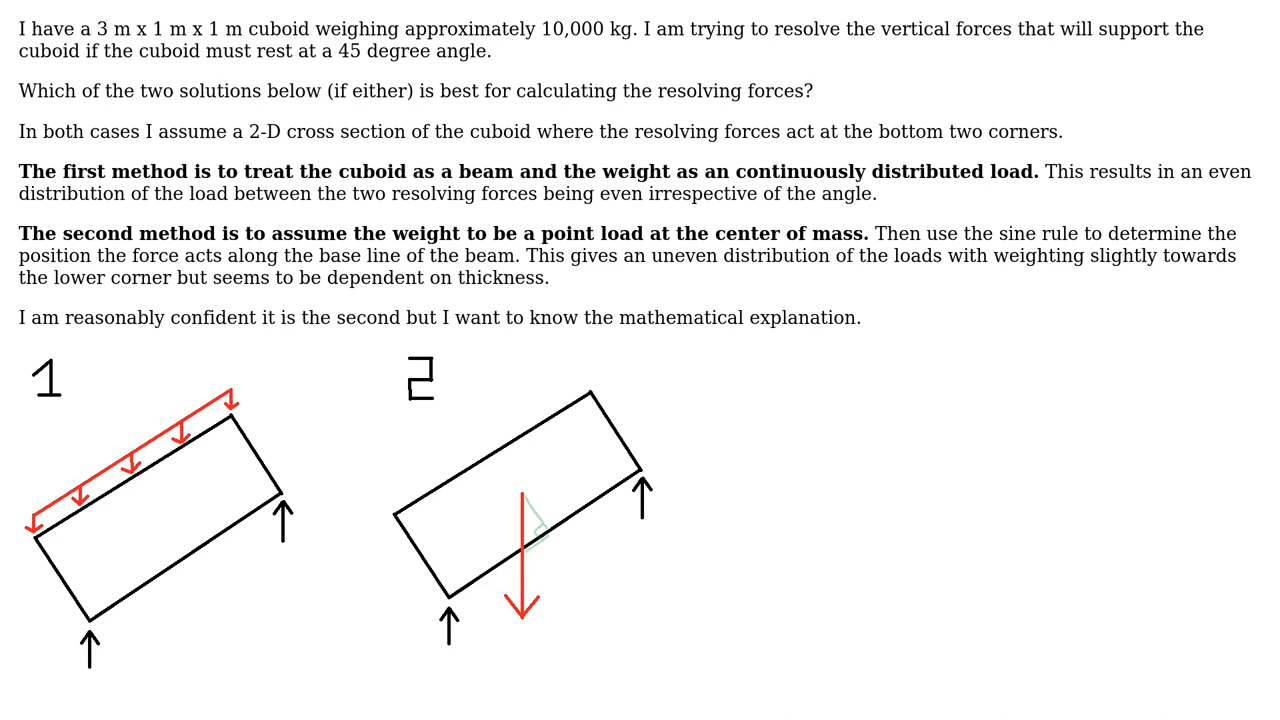 I have a 3 m x 1 m x 1 m cuboid weighing approximately 10,000 kg. I am trying to resolve the vertical forces that will support the
cuboid if the cuboid must rest at a 45 degree angle.
Which of the two solutions below (if either) is best for calculating the resolving forces?
In both cases I assume a 2-D cross section of the cuboid where the resolving forces act at the bottom two corners.
The first method is to treat the cuboid as a beam and the weight as an continuously distributed load. This results in an even
distribution of the load between the two resolving forces being even irrespective of the angle.
The second method is to assume the weight to be a point load at the center of mass. Then use the sine rule to determine the
position the force acts along the base line of the beam. This gives an uneven distribution of the loads with weighting slightly towards
the lower corner but seems to be dependent on thickness.
I am reasonably confident it is the second but I want to know the mathematical explanation.
1
2